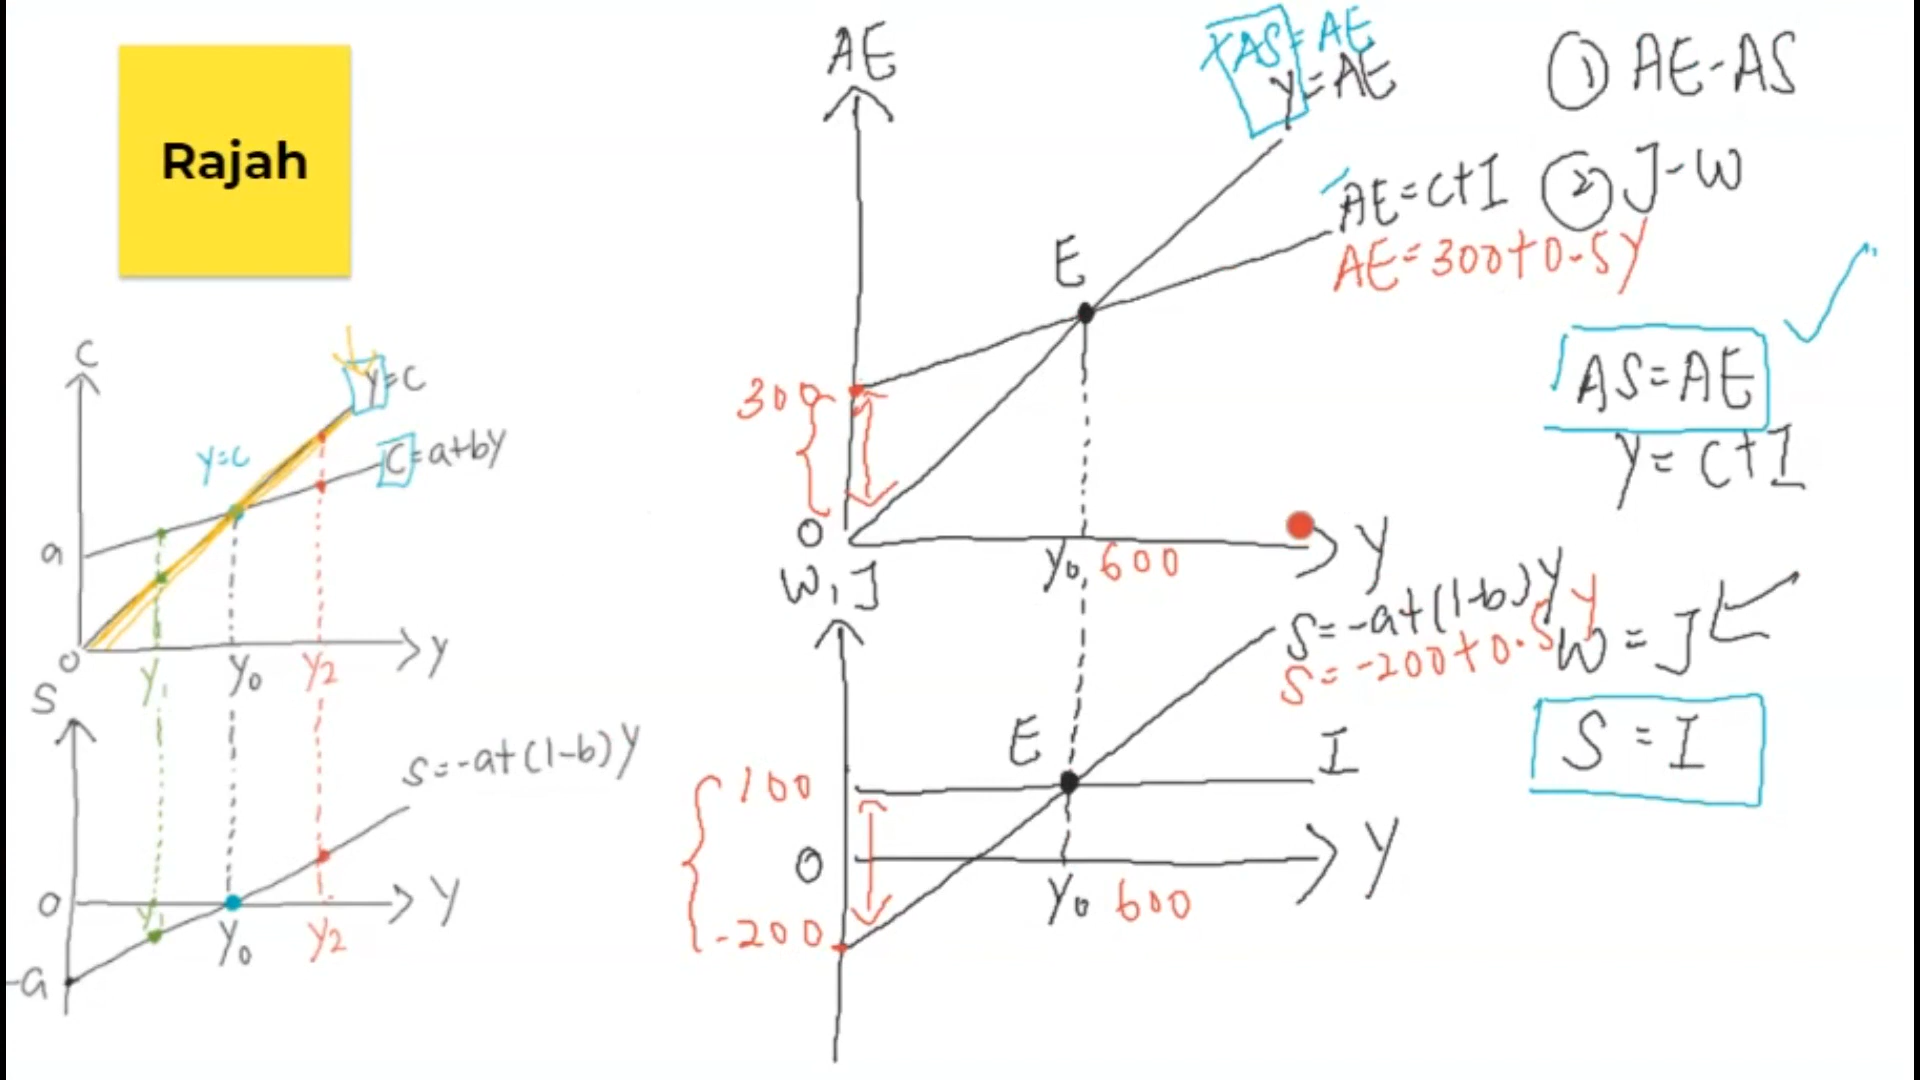 Rajah
C
Y=C
Y=C
C=a+bY
a
O
Y
Y0
Y2
Y
S
S=-a+(1-b)Y
O
Y
Y0
Y2
Y
-a
AE
AS=AE
Y=AE
AE=C+I
AE=300+0.5Y
E
300
O
Y0
600
Y
W, J
S=-a+(1-b)Y
S=-200+0.5Y
E
I
100
O
Y
Y0
600
-200
① AE-AS
② J-W
AS=AE
Y=C+I
W=J
S=I